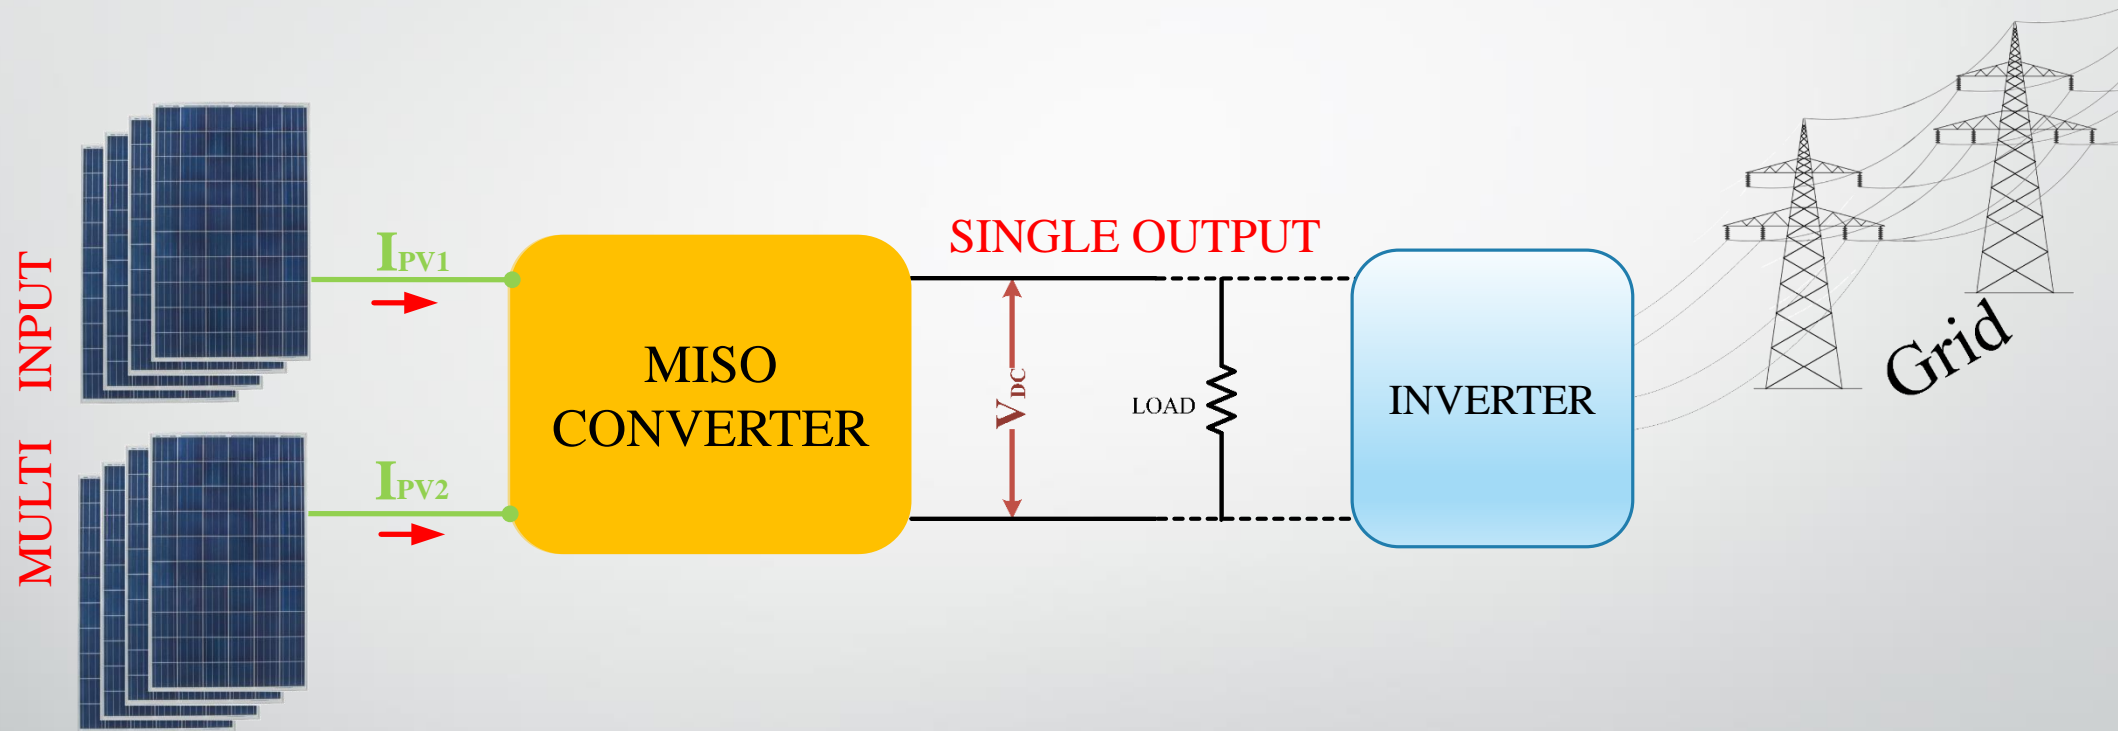 MULTI INPUT
IPV1
IPV2
MISO
CONVERTER
SINGLE OUTPUT
VDC
LOAD
INVERTER
Grid